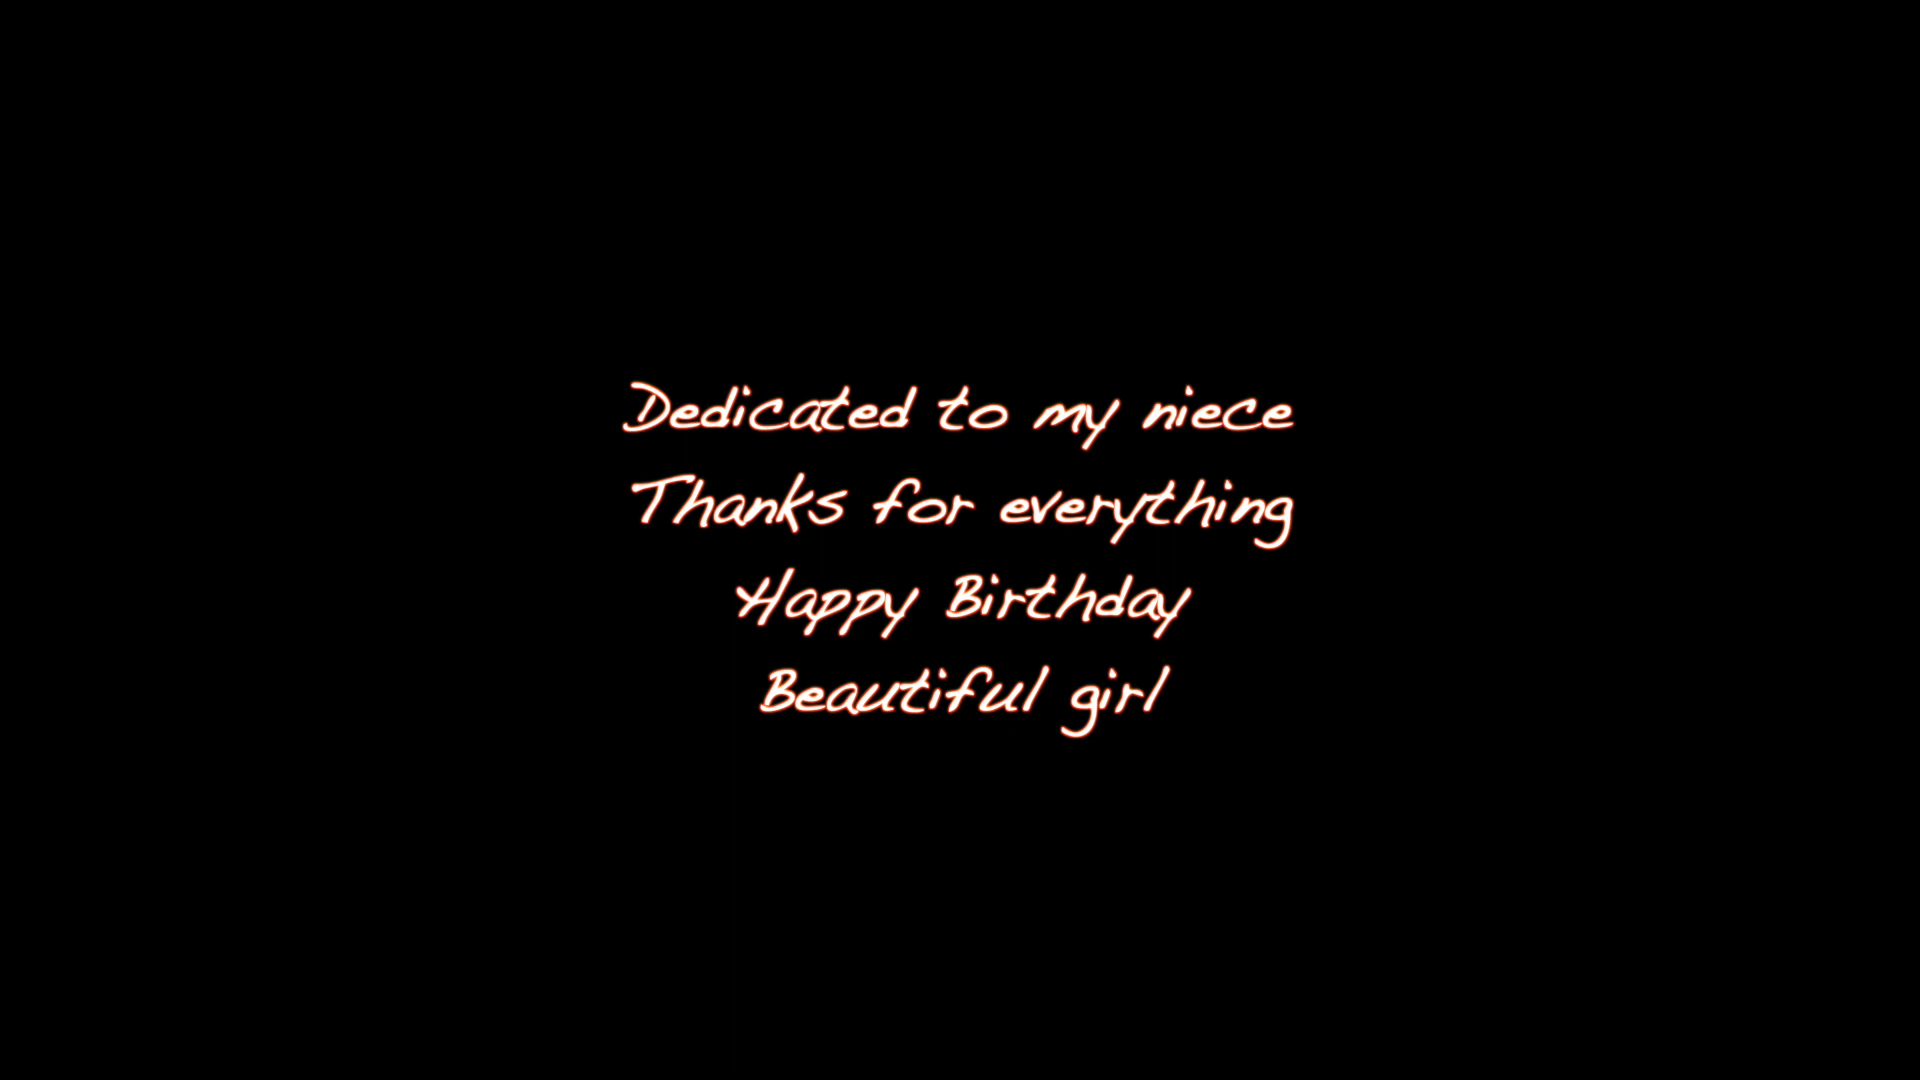 Dedicated to my niece
Thanks for everything
Happy Birthday
Beautiful girl